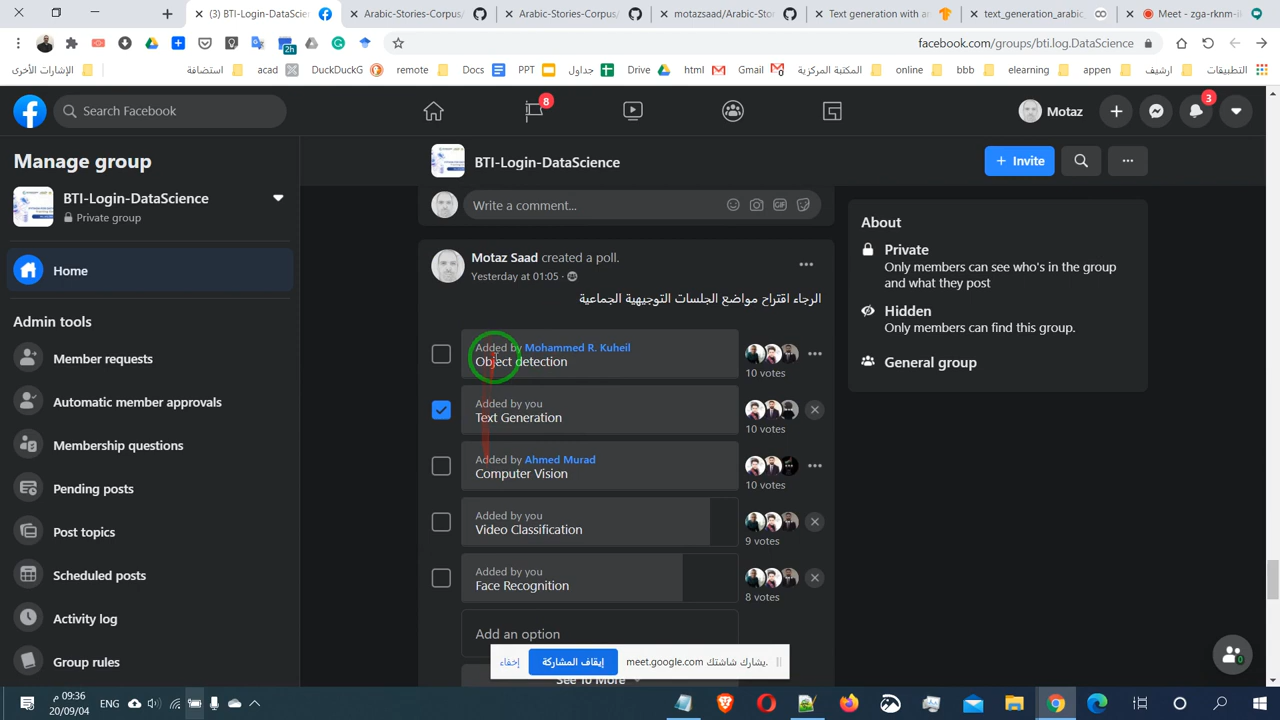 (3) BTI-Login-DataScien
Arabic-Stories-Corpus/
Arabic-Stories-Corpus/
motazsaad/Arabic-Stor
Text generation with a
text_generation_arabic
Meet - zga-rknm-i
2h
facebook.com/groups/bti.log.DataScience
الإشارات الأخرى
استضافة
acad
DuckDuckG
remote
Docs
PPT
جداول
Drive
html
Gmail
المكتبة المركزية
online
bbb
elearning
appen
ارشيف
التطبيقات
Search Facebook
8
Motaz
3
Manage group
BTI-Login-DataScience
Private group
Home
Admin tools
Member requests
Automatic member approvals
Membership questions
Pending posts
Post topics
Scheduled posts
Activity log
Group rules
BTI-Login-DataScience
+ Invite
Write a comment...
GIF
Motaz Saad created a poll.
Yesterday at 01:05
الرجاء اقتراح مواضع الجلسات التوجيهية الجماعية
Added by Mohammed R. Kuheil
Object detection
10 votes
Added by you
Text Generation
10 votes
Added by Ahmed Murad
Computer Vision
10 votes
Added by you
Video Classification
9 votes
Added by you
Face Recognition
8 votes
Add an option
See 10 More
About
Private
Only members can see who's in the group
and what they post
Hidden
Only members can find this group.
General group
0
إخفاء
إيقاف المشاركة
meet.google.com يشارك شاشتك.
09:36 ص
20/09/04
ENG